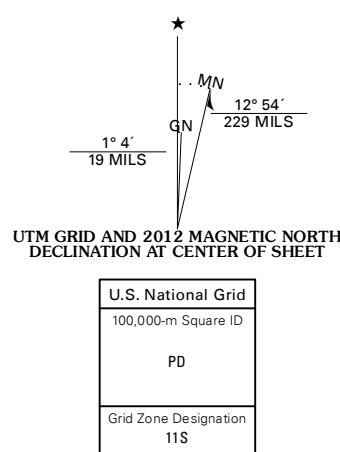 ★
MN
GN
12° 54´
229 MILS
1° 4´
19 MILS
UTM GRID AND 2012 MAGNETIC NORTH
DECLINATION AT CENTER OF SHEET
U.S. National Grid
100,000-m Square ID
PD
Grid Zone Designation
11S